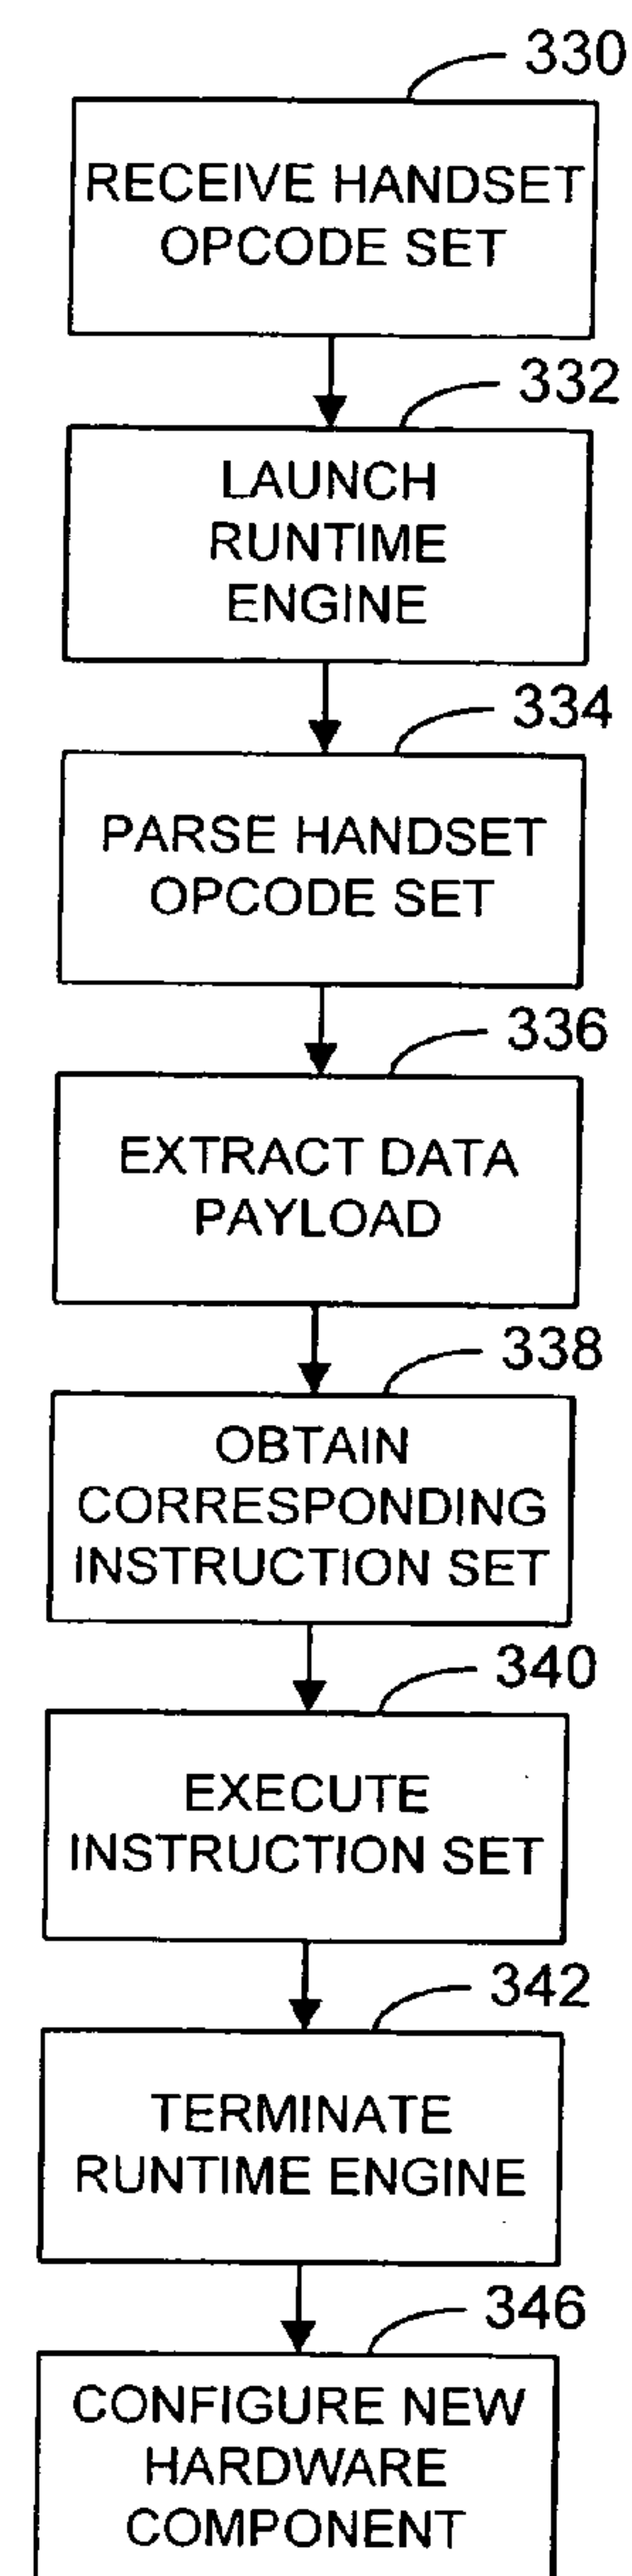 330
RECEIVE HANDSET
OPCODE SET
332
LAUNCH
RUNTIME
ENGINE
334
PARSE HANDSET
OPCODE SET
336
EXTRACT DATA
PAYLOAD
338
OBTAIN
CORRESPONDING
INSTRUCTION SET
340
EXECUTE
INSTRUCTION SET
342
TERMINATE
RUNTIME ENGINE
346
CONFIGURE NEW
HARDWARE
COMPONENT